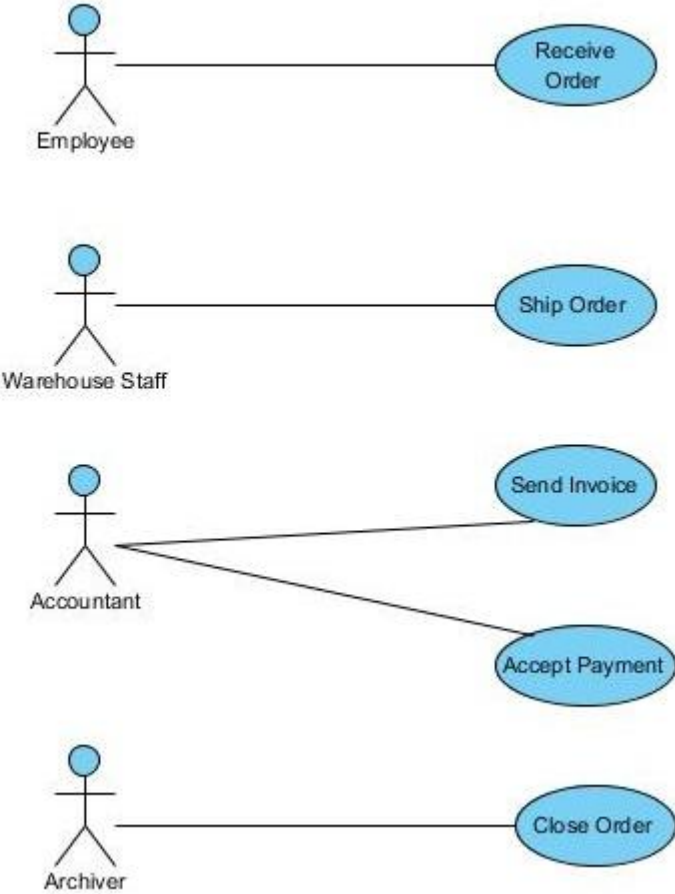 Receive
Order
Employee
Ship Order
Warehouse Staff
Send Invoice
Accountant
Accept Payment
Close Order
Archiver